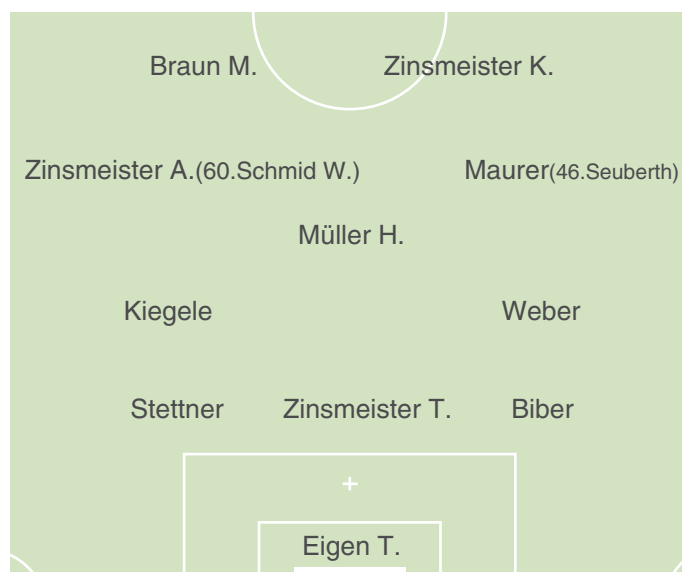 Braun M. Zinsmeister K.
Zinsmeister A.(60.Schmid W.) Maurer(46.Seuberth)
Müller H.
Kiegele Weber
Stettner Zinsmeister T. Biber
Eigen T.